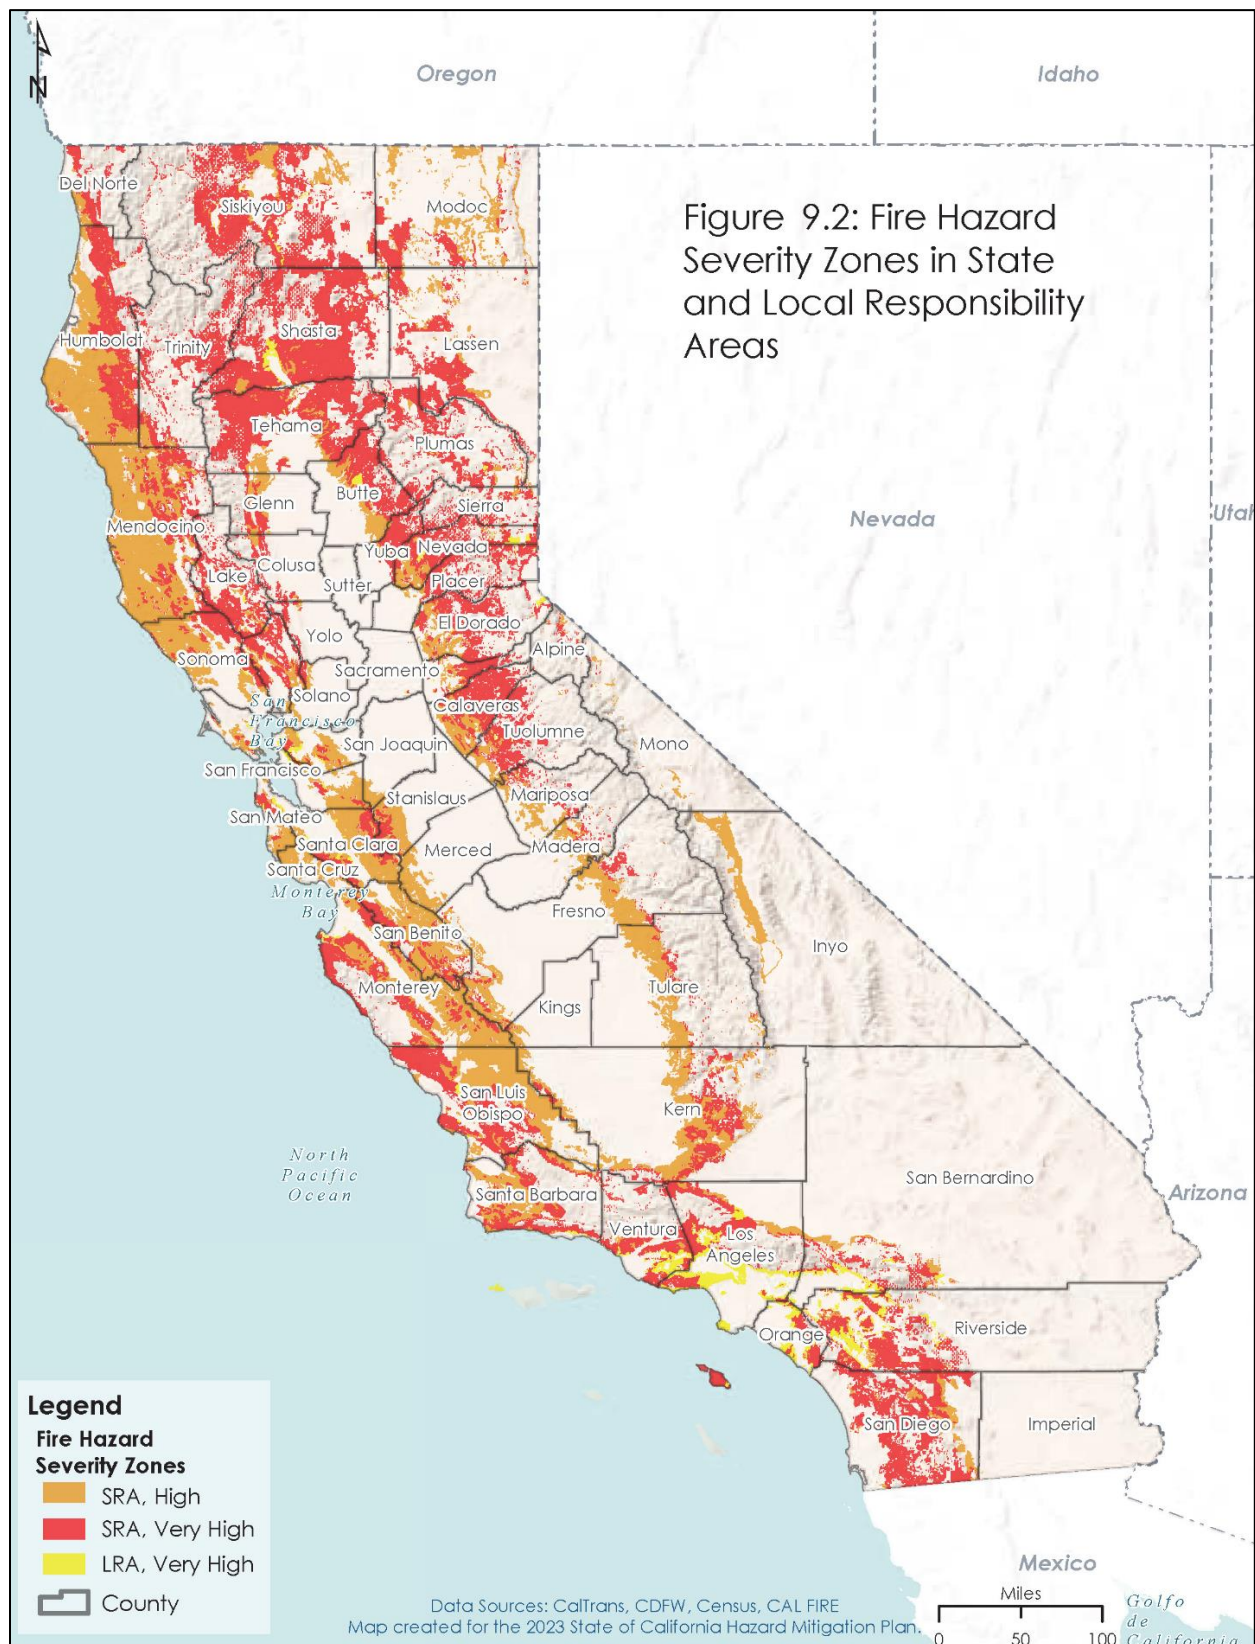 N
Oregon
Idaho
Figure 9.2: Fire Hazard
Severity Zones in State
and Local Responsibility
Areas
Del Norte
Siskiyou
Modoc
Humboldt
Trinity
Shasta
Lassen
Tehama
Plumas
Glenn
Butte
Sierra
Nevada
Utah
Mendocino
Colusa
Yuba
Nevada
Lake
Sutter
Placer
Yolo
El Dorado
Alpine
Sonoma
Sacramento
Solano
San
Francisco
Bay
Calaveras
Tuolumne
San Joaquin
Mono
San Francisco
Stanislaus
Mariposa
San Mateo
Santa Clara
Merced
Madera
Santa Cruz
Monterey
Bay
Fresno
San Benito
Inyo
Monterey
Kings
Tulare
San Luis
Obispo
Kern
North
Pacific
Ocean
San Bernardino
Arizona
Santa Barbara
Ventura
Los
Angeles
Orange
Riverside
San Diego
Imperial
Legend
Fire Hazard
Severity Zones
SRA, High
SRA, Very High
LRA, Very High
County
Mexico
Miles
0 50 100
Golfo
de
California
Data Sources: CalTrans, CDFW, Census, CAL FIRE
Map created for the 2023 State of California Hazard Mitigation Plan.